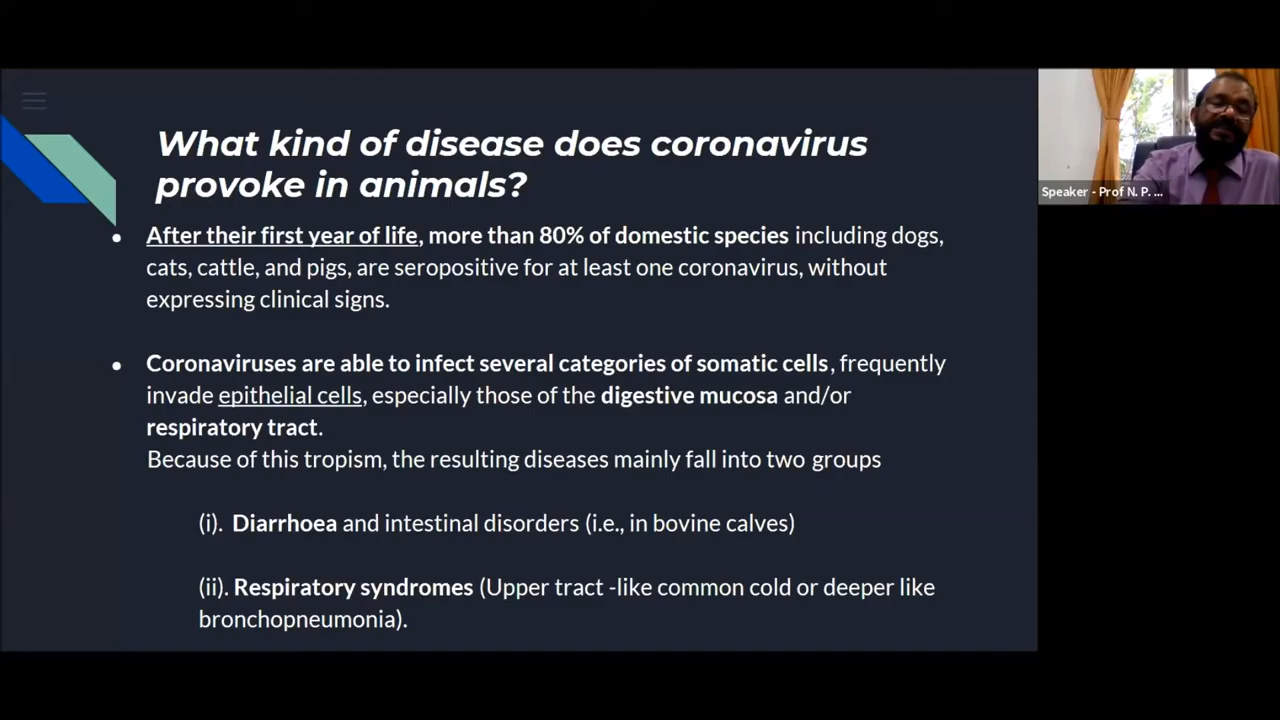 What kind of disease does coronavirus
provoke in animals?
● After their first year of life, more than 80% of domestic species including dogs,
cats, cattle, and pigs, are seropositive for at least one coronavirus, without
expressing clinical signs.
● Coronaviruses are able to infect several categories of somatic cells, frequently
invade epithelial cells, especially those of the digestive mucosa and/or
respiratory tract.
Because of this tropism, the resulting diseases mainly fall into two groups
(i). Diarrhoea and intestinal disorders (i.e., in bovine calves)
(ii). Respiratory syndromes (Upper tract -like common cold or deeper like
bronchopneumonia).
Speaker - Prof N. P. ...